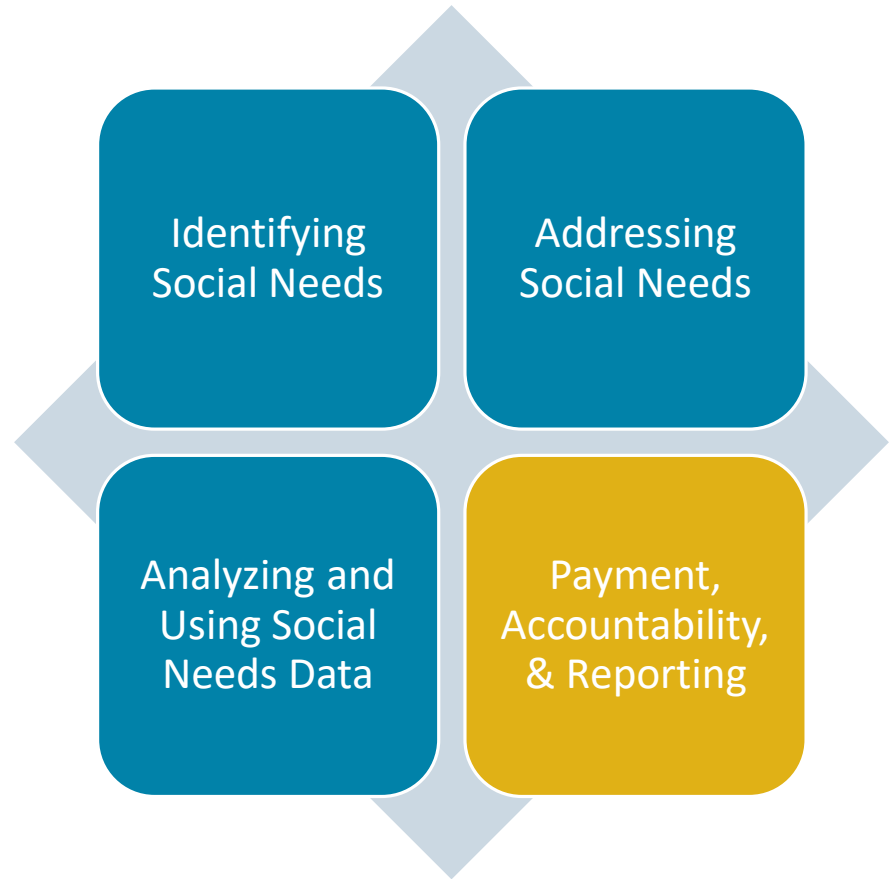 Identifying
Social Needs
Addressing
Social Needs
Analyzing and
Using Social
Needs Data
Payment,
Accountability,
& Reporting